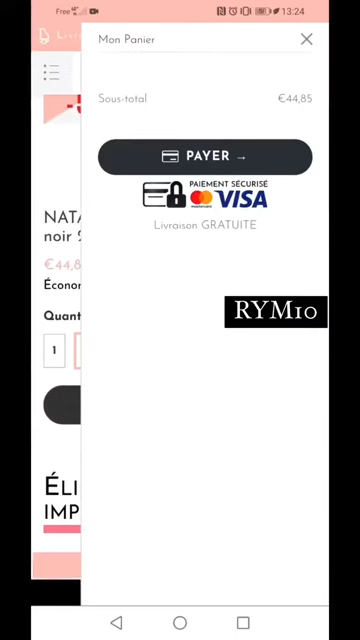 Free 13:24
Mon Panier
Sous-total €44,85
PAYER →
PAIEMENT SÉCURISÉ
mastercard VISA
Livraison GRATUITE
RYM10
NATA
noir
€44,8
Écono
Quant
1
ÉLI
IMP